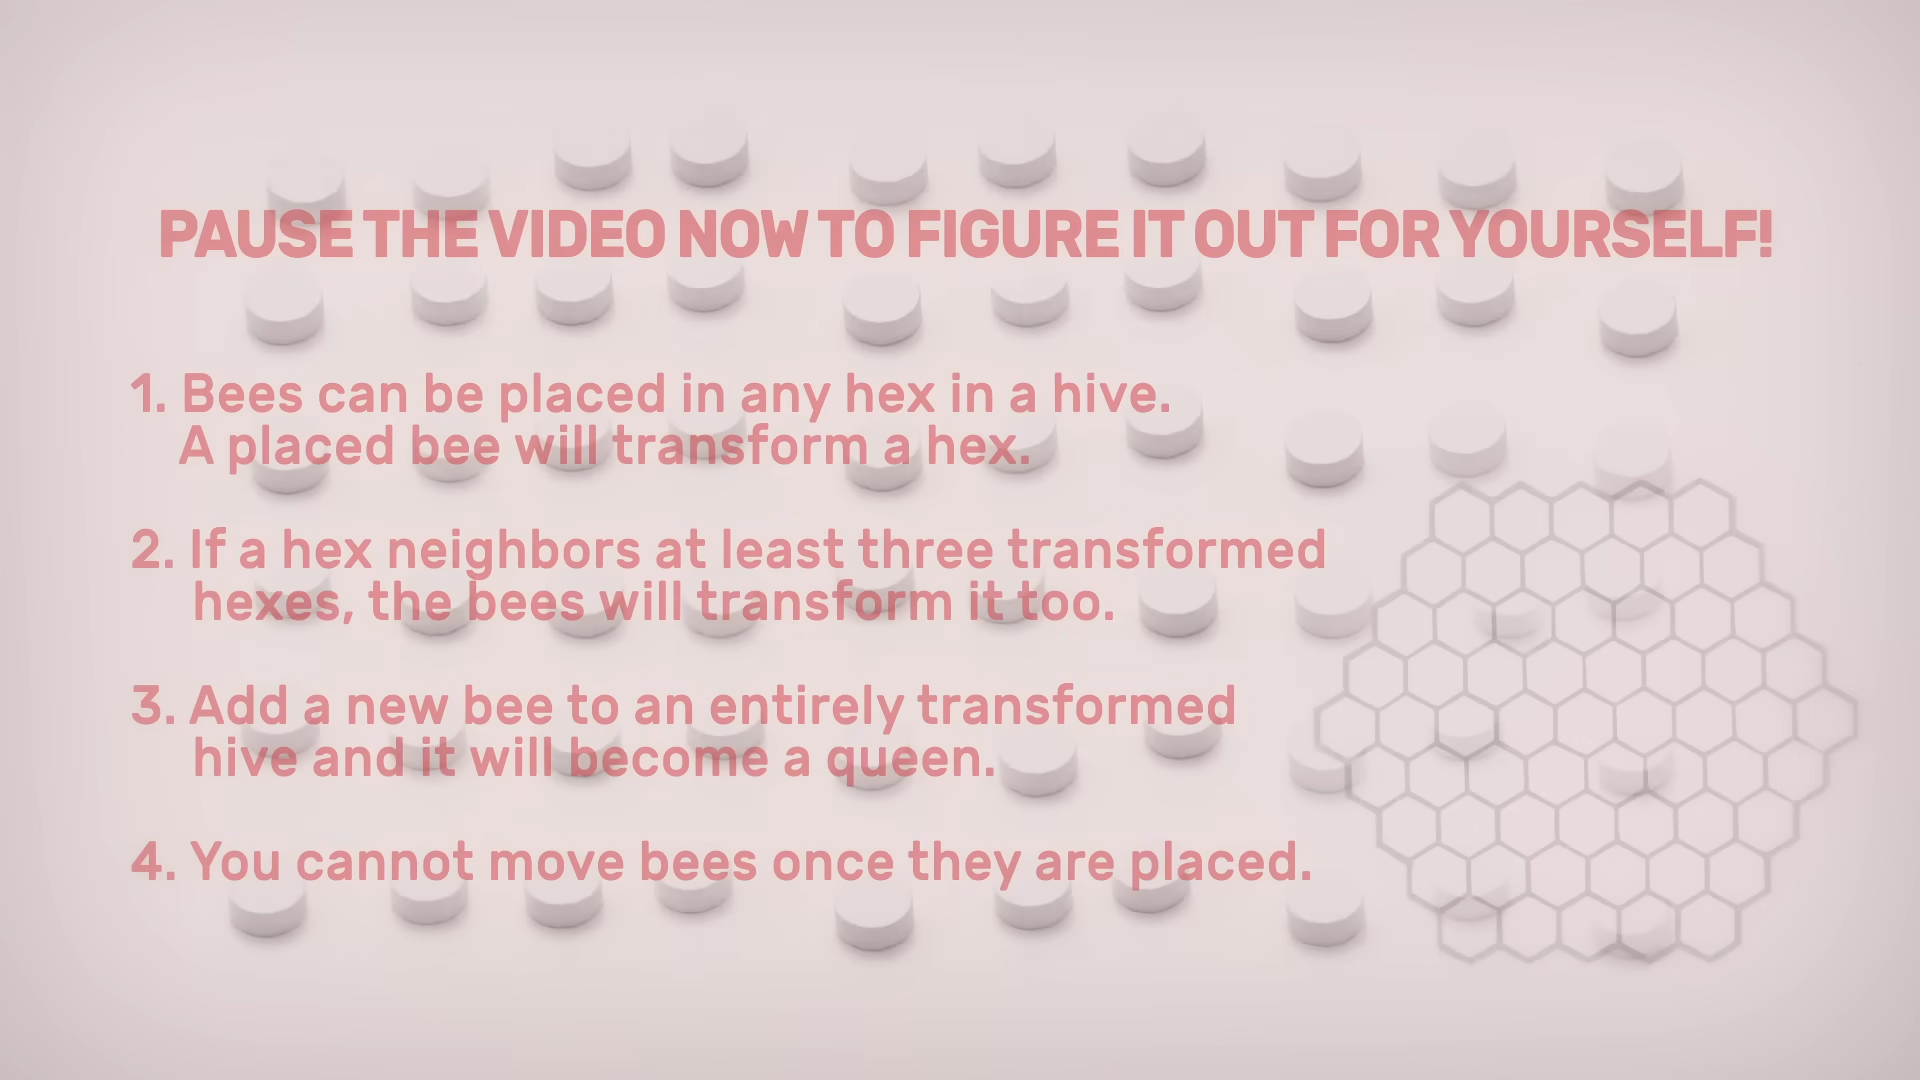 PAUSE THE VIDEO NOW TO FIGURE IT OUT FOR YOURSELF!
1. Bees can be placed in any hex in a hive.
A placed bee will transform a hex.
2. If a hex neighbors at least three transformed
hexes, the bees will transform it too.
3. Add a new bee to an entirely transformed
hive and it will become a queen.
4. You cannot move bees once they are placed.